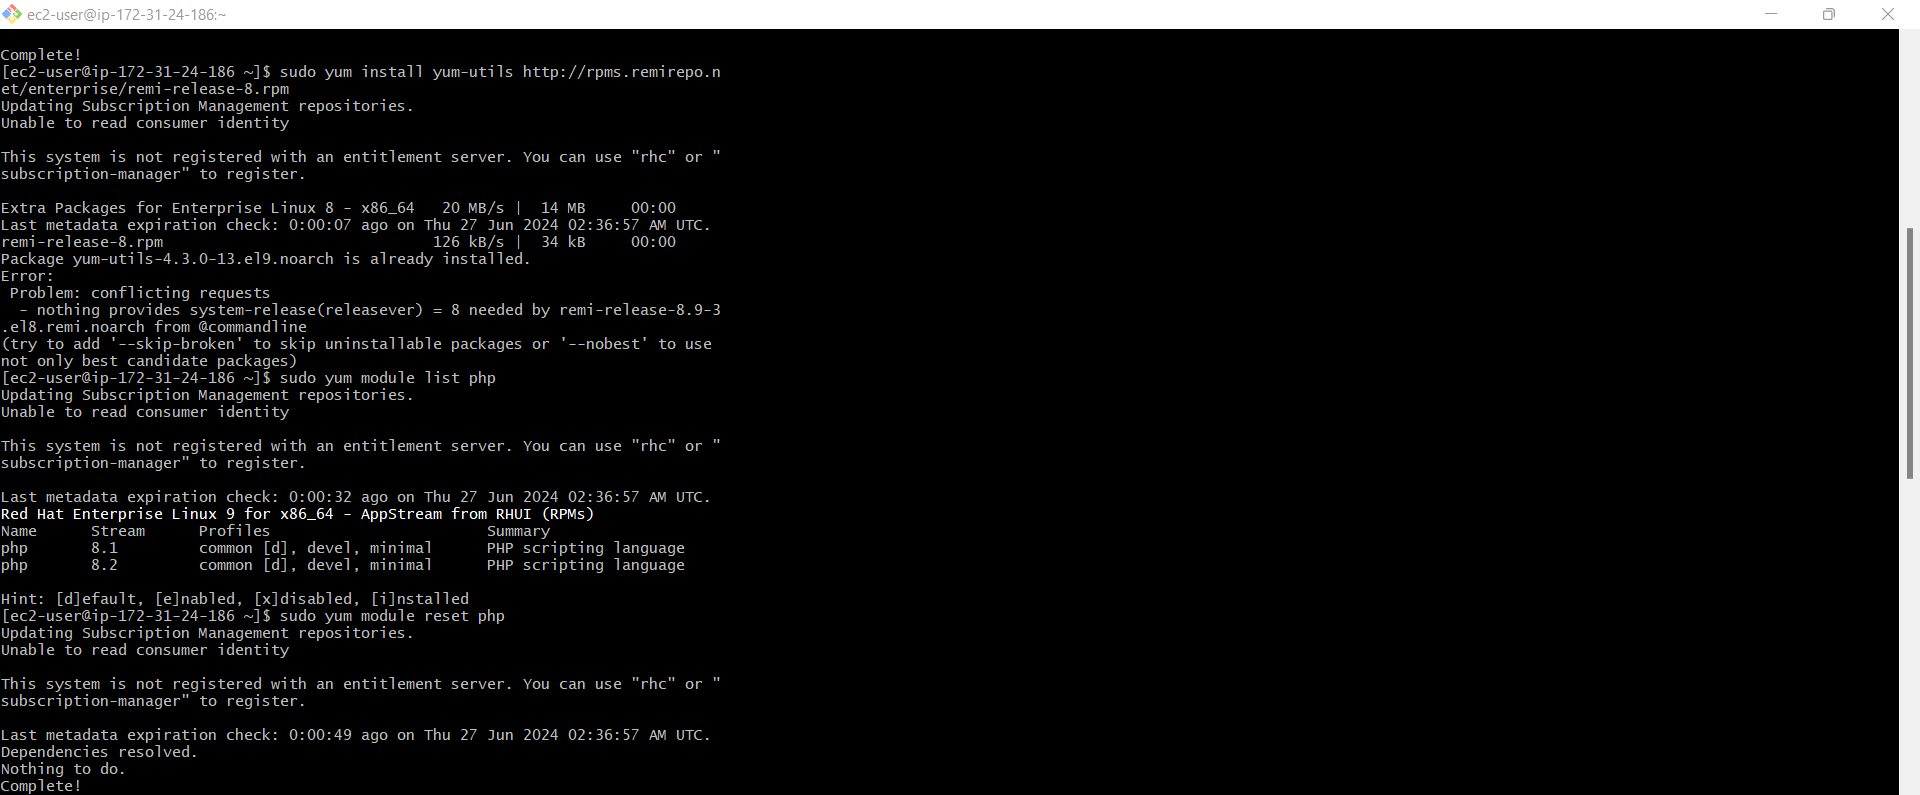 ec2-user@ip-172-31-24-186:~
Complete!
[ec2-user@ip-172-31-24-186 ~]$ sudo yum install yum-utils http://rpms.remirepo.n
et/enterprise/remi-release-8.rpm
Updating Subscription Management repositories.
Unable to read consumer identity
This system is not registered with an entitlement server. You can use "rhc" or "
subscription-manager" to register.
Extra Packages for Enterprise Linux 8 - x86_64   20 MB/s |  14 MB     00:00
Last metadata expiration check: 0:00:07 ago on Thu 27 Jun 2024 02:36:57 AM UTC.
remi-release-8.rpm                              126 kB/s |  34 kB     00:00
Package yum-utils-4.3.0-13.el9.noarch is already installed.
Error:
 Problem: conflicting requests
  - nothing provides system-release(releasever) = 8 needed by remi-release-8.9-3
.el8.remi.noarch from @commandline
(try to add '--skip-broken' to skip uninstallable packages or '--nobest' to use
not only best candidate packages)
[ec2-user@ip-172-31-24-186 ~]$ sudo yum module list php
Updating Subscription Management repositories.
Unable to read consumer identity
This system is not registered with an entitlement server. You can use "rhc" or "
subscription-manager" to register.
Last metadata expiration check: 0:00:32 ago on Thu 27 Jun 2024 02:36:57 AM UTC.
Red Hat Enterprise Linux 9 for x86_64 - AppStream from RHUI (RPMs)
Name      Stream      Profiles                        Summary
php       8.1         common [d], devel, minimal      PHP scripting language
php       8.2         common [d], devel, minimal      PHP scripting language
Hint: [d]efault, [e]nabled, [x]disabled, [i]nstalled
[ec2-user@ip-172-31-24-186 ~]$ sudo yum module reset php
Updating Subscription Management repositories.
Unable to read consumer identity
This system is not registered with an entitlement server. You can use "rhc" or "
subscription-manager" to register.
Last metadata expiration check: 0:00:49 ago on Thu 27 Jun 2024 02:36:57 AM UTC.
Dependencies resolved.
Nothing to do.
Complete!